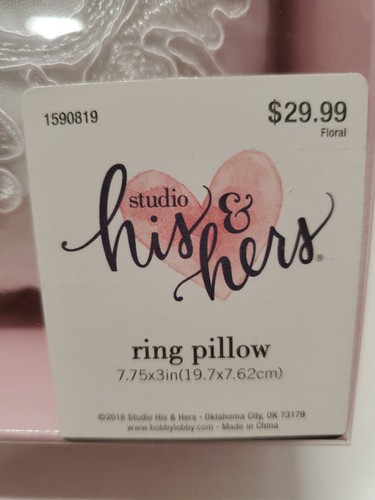 1590819
$29.99
Floral
studio
his &
hers®
ring pillow
7.75x3in(19.7x7.62cm)
©2018 Studio His & Hers • Oklahoma City, OK 73179
www.hobbylobby.com • Made in China